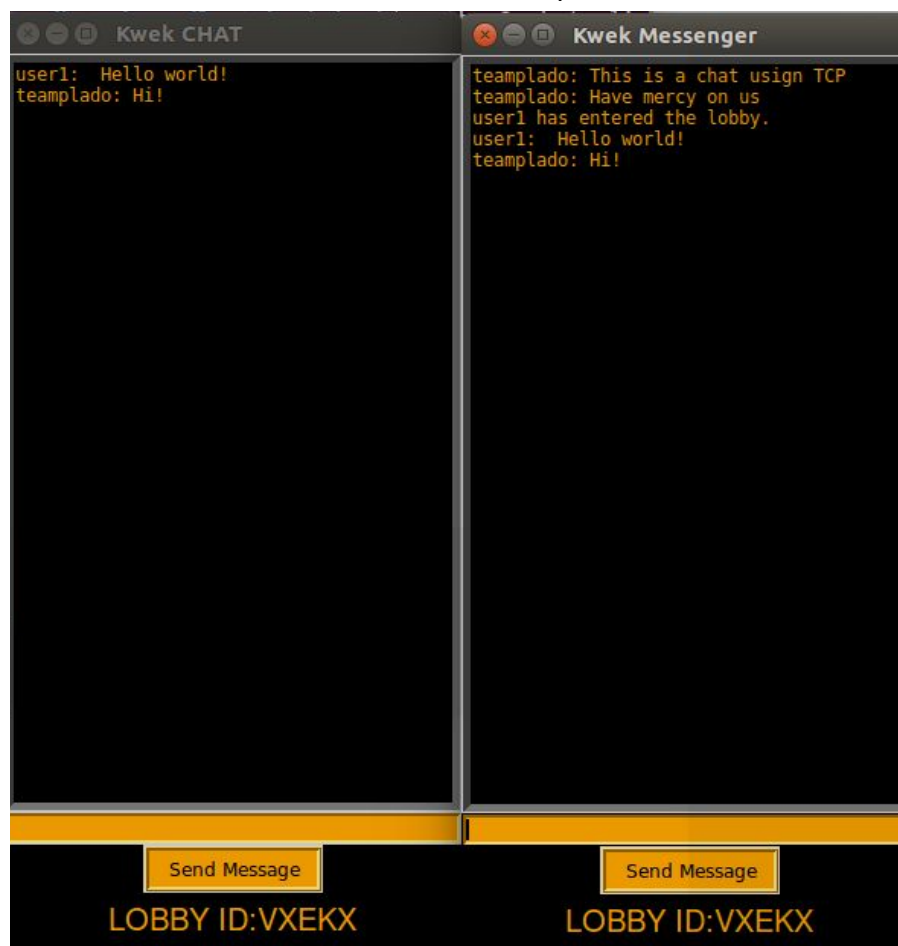 Kwek CHAT
user1:  Hello world!
teamplado: Hi!
Send Message
LOBBY ID:VXEKX
Kwek Messenger
teamplado: This is a chat usign TCP
teamplado: Have mercy on us
user1 has entered the lobby.
user1:  Hello world!
teamplado: Hi!
Send Message
LOBBY ID:VXEKX